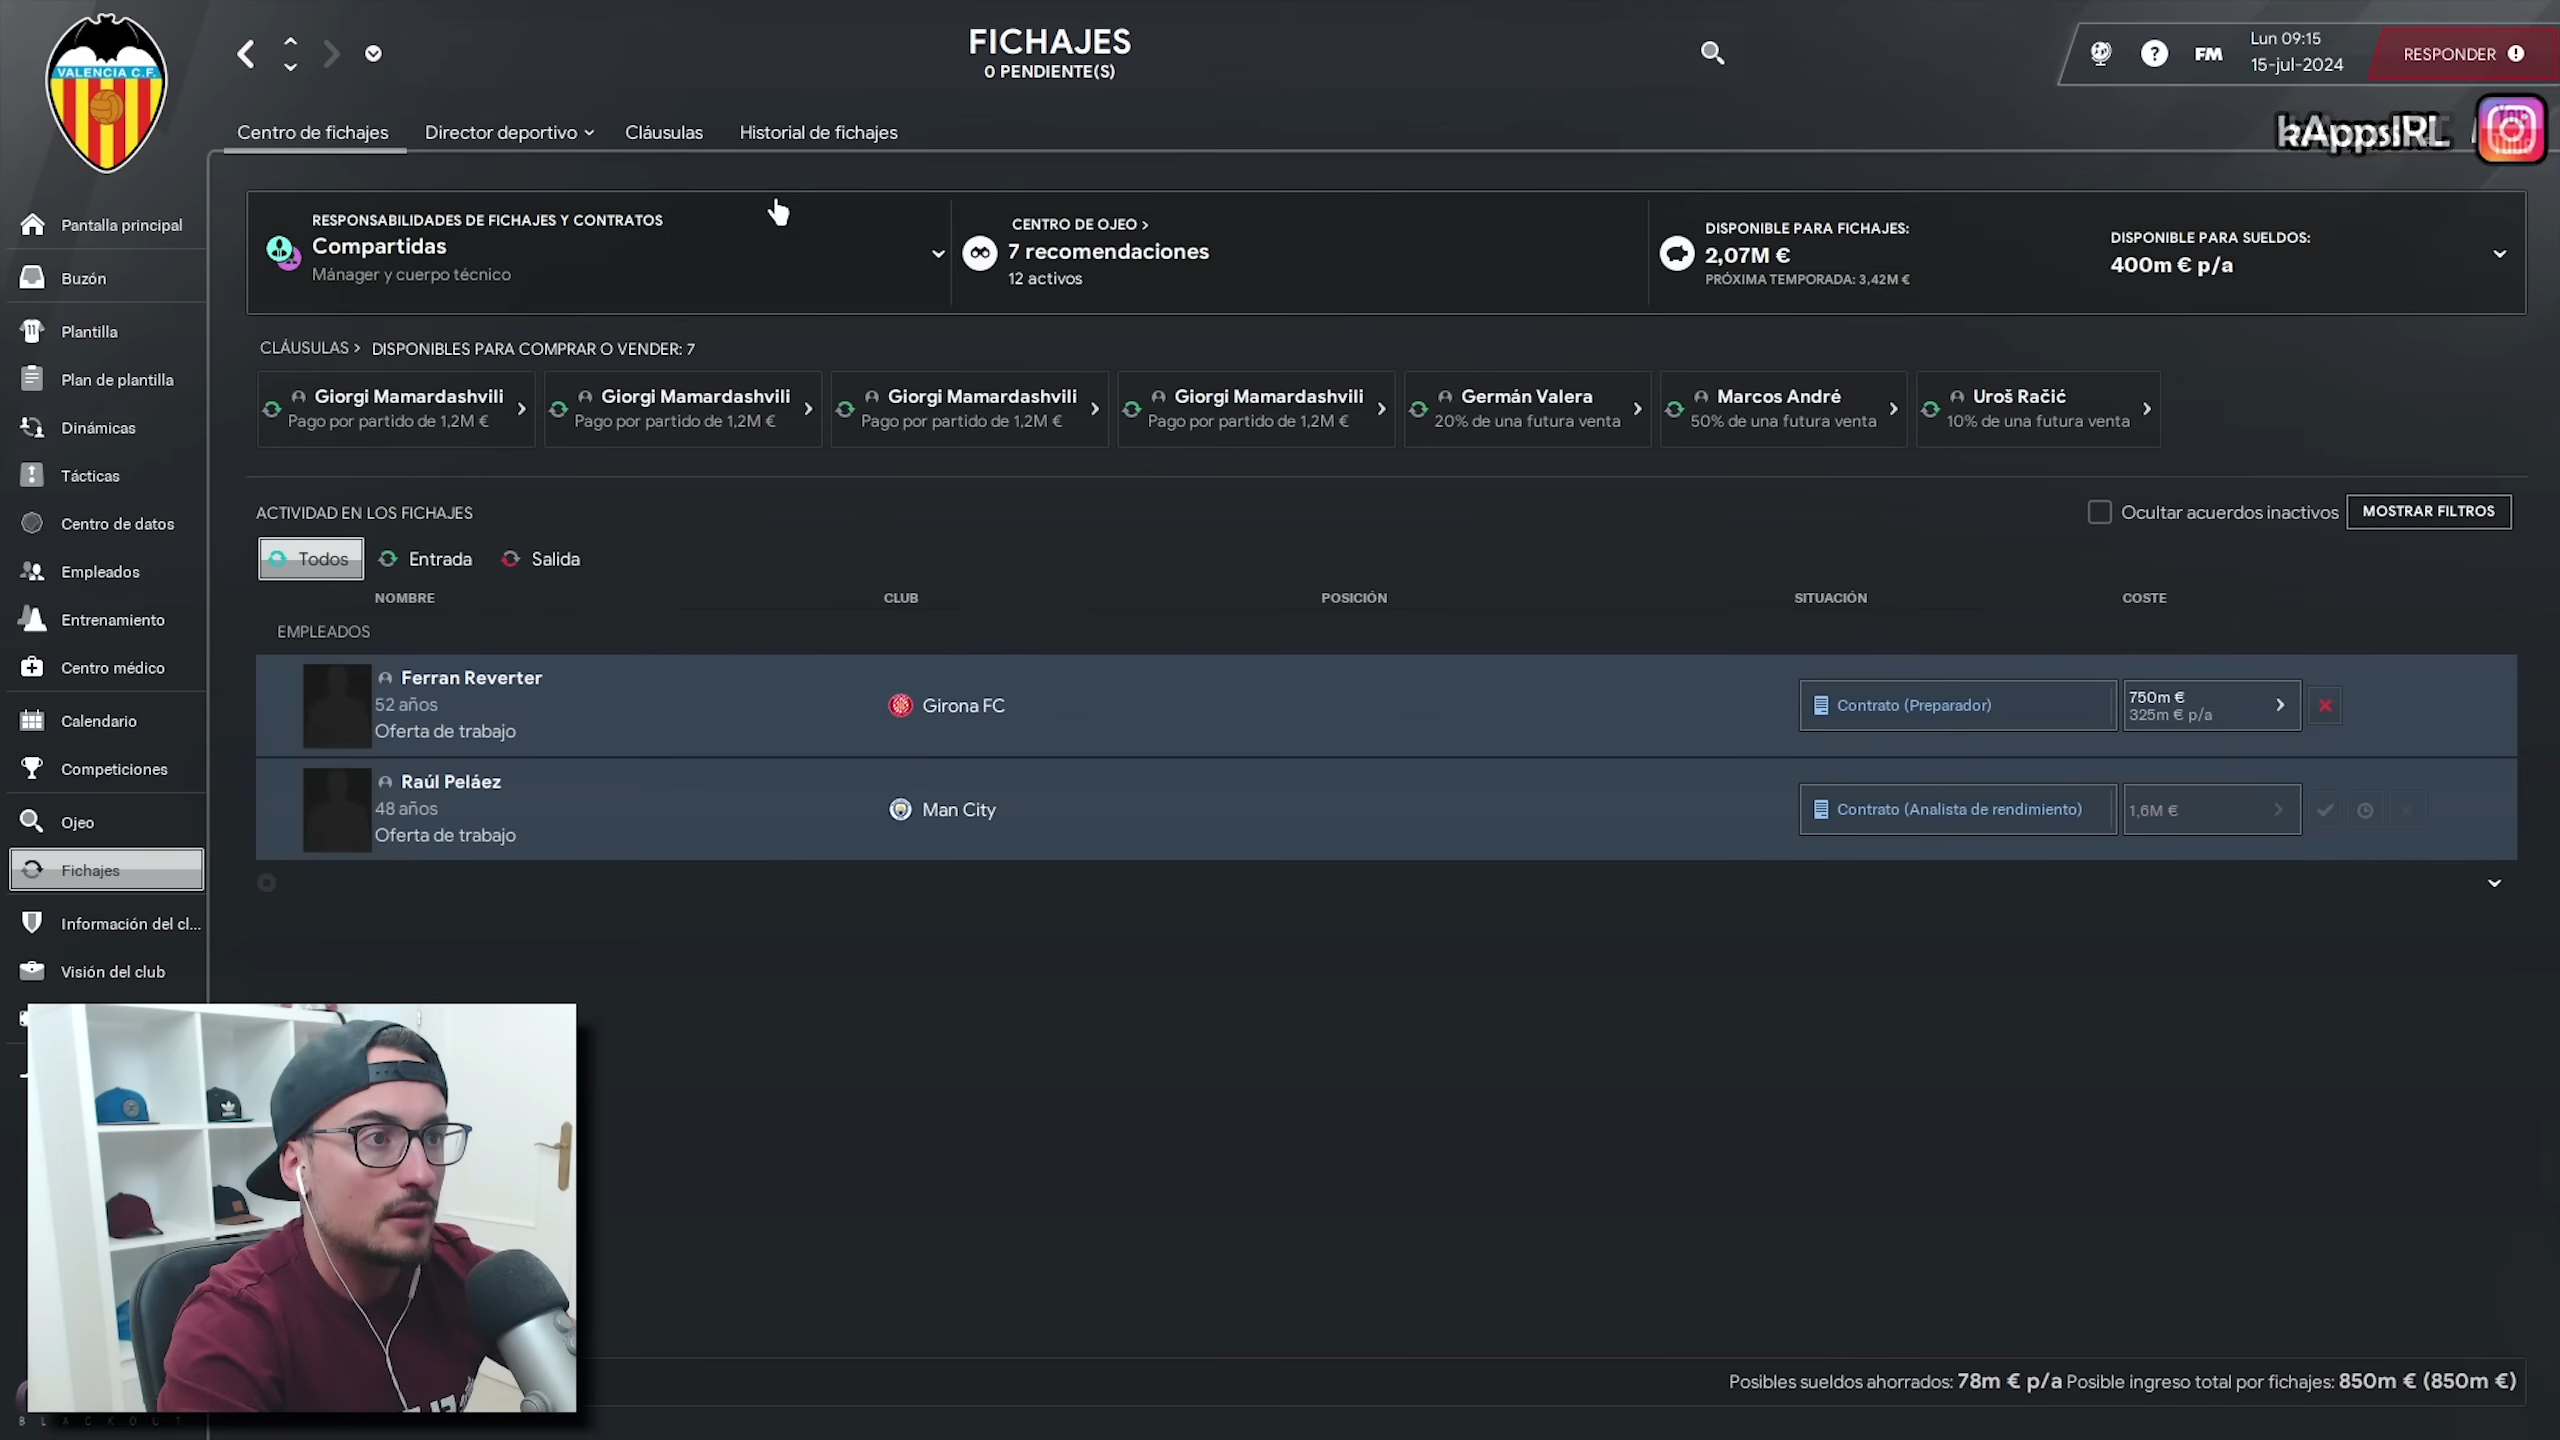 VALENCIA C.F.
FICHAJES
0 PENDIENTE(S)
FM
Lun 09:15
15-jul-2024
RESPONDER
kAppsIRL
Centro de fichajes
Director deportivo
Cláusulas
Historial de fichajes
Pantalla principal
Buzón
Plantilla
Plan de plantilla
Dinámicas
Tácticas
Centro de datos
Empleados
Entrenamiento
Centro médico
Calendario
Competiciones
Ojeo
Fichajes
Información del cl...
Visión del club
RESPONSABILIDADES DE FICHAJES Y CONTRATOS
Compartidas
Mánager y cuerpo técnico
CENTRO DE OJEO >
7 recomendaciones
12 activos
DISPONIBLE PARA FICHAJES:
2,07M €
PRÓXIMA TEMPORADA: 3,42M €
DISPONIBLE PARA SUELDOS:
400m € p/a
CLÁUSULAS > DISPONIBLES PARA COMPRAR O VENDER: 7
Giorgi Mamardashvili
Pago por partido de 1,2M €
Giorgi Mamardashvili
Pago por partido de 1,2M €
Giorgi Mamardashvili
Pago por partido de 1,2M €
Giorgi Mamardashvili
Pago por partido de 1,2M €
Germán Valera
20% de una futura venta
Marcos André
50% de una futura venta
Uroš Račić
10% de una futura venta
ACTIVIDAD EN LOS FICHAJES
Ocultar acuerdos inactivos
MOSTRAR FILTROS
Todos
Entrada
Salida
NOMBRE
CLUB
POSICIÓN
SITUACIÓN
COSTE
EMPLEADOS
Ferran Reverter
52 años
Oferta de trabajo
Girona FC
Contrato (Preparador)
750m €
325m € p/a
Raúl Peláez
48 años
Oferta de trabajo
Man City
Contrato (Analista de rendimiento)
1,6M €
Posibles sueldos ahorrados: 78m € p/a Posible ingreso total por fichajes: 850m € (850m €)
BLACKOUT